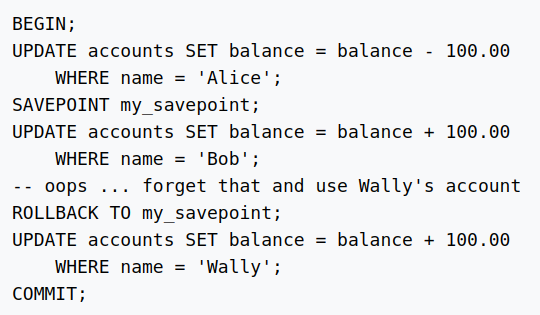 BEGIN;
UPDATE accounts SET balance = balance - 100.00
    WHERE name = 'Alice';
SAVEPOINT my_savepoint;
UPDATE accounts SET balance = balance + 100.00
    WHERE name = 'Bob';
-- oops ... forget that and use Wally's account
ROLLBACK TO my_savepoint;
UPDATE accounts SET balance = balance + 100.00
    WHERE name = 'Wally';
COMMIT;